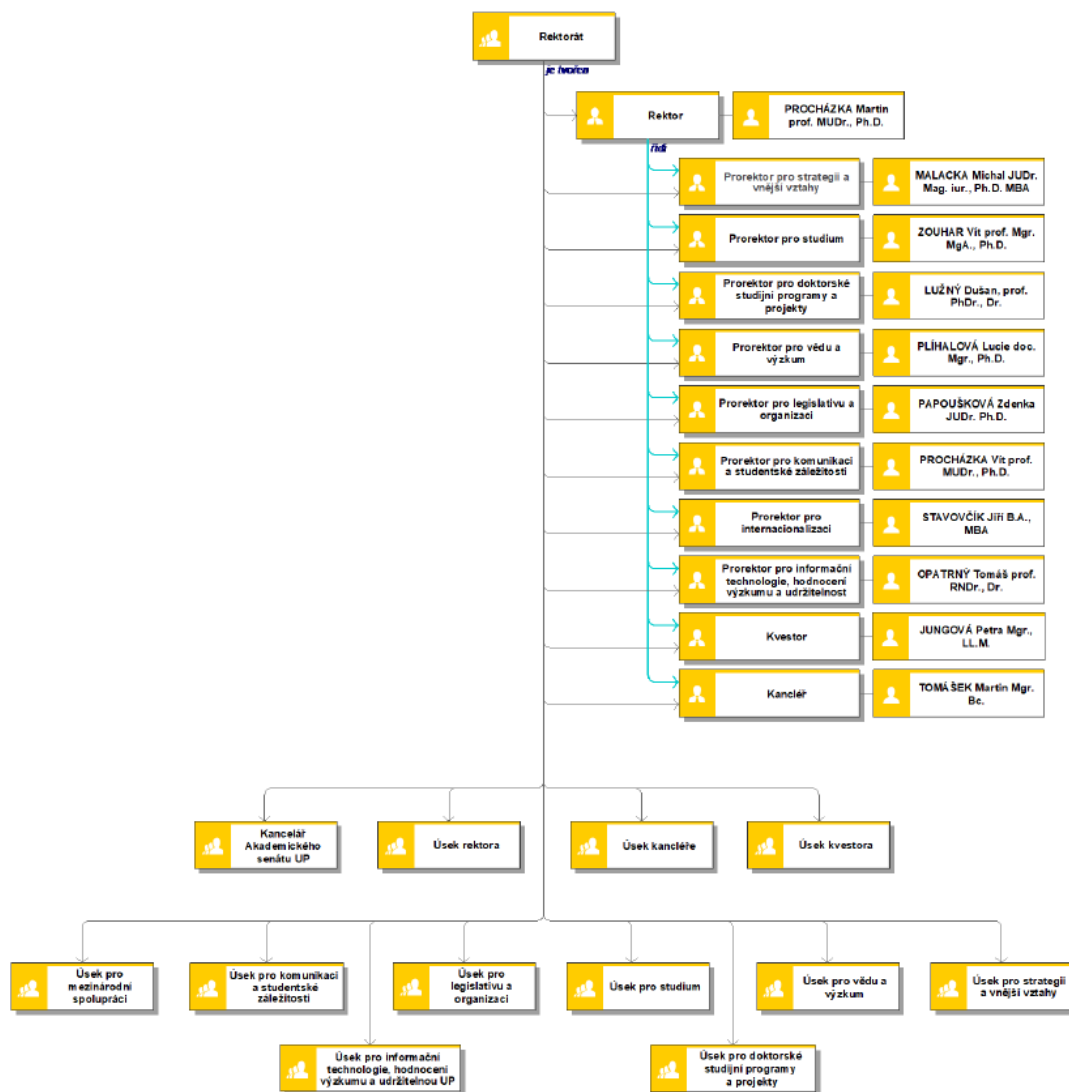 Rektorát
je tvořen
Rektor
PROCHÁZKA Martin
prof. MUDr., Ph.D.
řídí
Prorektor pro strategii a
vnější vztahy
MALACKA Michal JUDr.
Mag. iur., Ph.D. MBA
Prorektor pro studium
ZOUHAR Vít prof. Mgr.
MgA., Ph.D.
Prorektor pro doktorské
studijní programy a
projekty
LUŽNÝ Dušan, prof.
PhDr., Dr.
Prorektor pro vědu a
výzkum
PLÍHALOVÁ Lucie doc.
Mgr., Ph.D.
Prorektor pro legislativu a
organizaci
PAPOUŠKOVÁ Zdenka
JUDr. Ph.D.
Prorektor pro komunikaci
a studentské záležitosti
PROCHÁZKA Vít prof.
MUDr., Ph.D.
Prorektor pro
internacionalizaci
STAVOVČÍK Jiří B.A.,
MBA
Prorektor pro informační
technologie, hodnocení
výzkumu a udržitelnost
OPATRNÝ Tomáš prof.
RNDr., Dr.
Kvestor
JUNGOVÁ Petra Mgr.,
LL.M.
Kancléř
TOMÁŠEK Martin Mgr.
Bc.
Kancelář
Akademického
senátu UP
Úsek rektora
Úsek kancléře
Úsek kvestora
Úsek pro
mezinárodní
spolupráci
Úsek pro komunikaci
a studentské
záležitosti
Úsek pro
legislativu a
organizaci
Úsek pro studium
Úsek pro vědu a
výzkum
Úsek pro strategii
a vnější vztahy
Úsek pro informační
technologie, hodnocení
výzkumu a udržitelnou UP
Úsek pro doktorské
studijní programy
a projekty